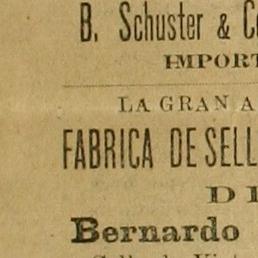 B. Schuster & C
IMPORT
LA GRAN A
FABRICA DE SELL
D
Bernardo